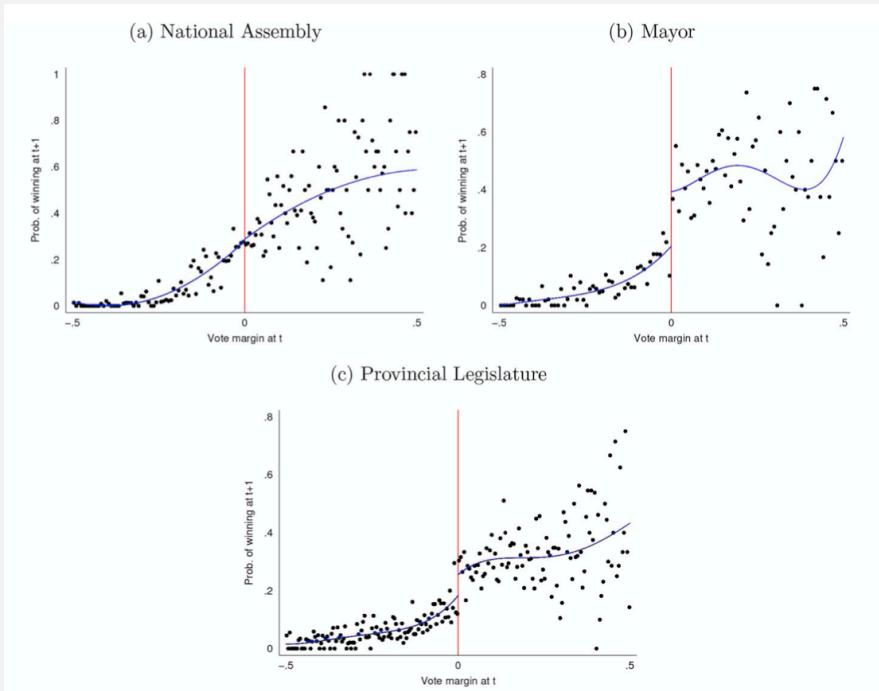 (a) National Assembly
Prob. of winning at t+1
1
.8
.6
.4
.2
0
−.5
0
.5
Vote margin at t
(b) Mayor
Prob. of winning at t+1
.8
.6
.4
.2
0
−.5
0
.5
Vote margin at t
(c) Provincial Legislature
Prob. of winning at t+1
.8
.6
.4
.2
0
−.5
0
.5
Vote margin at t